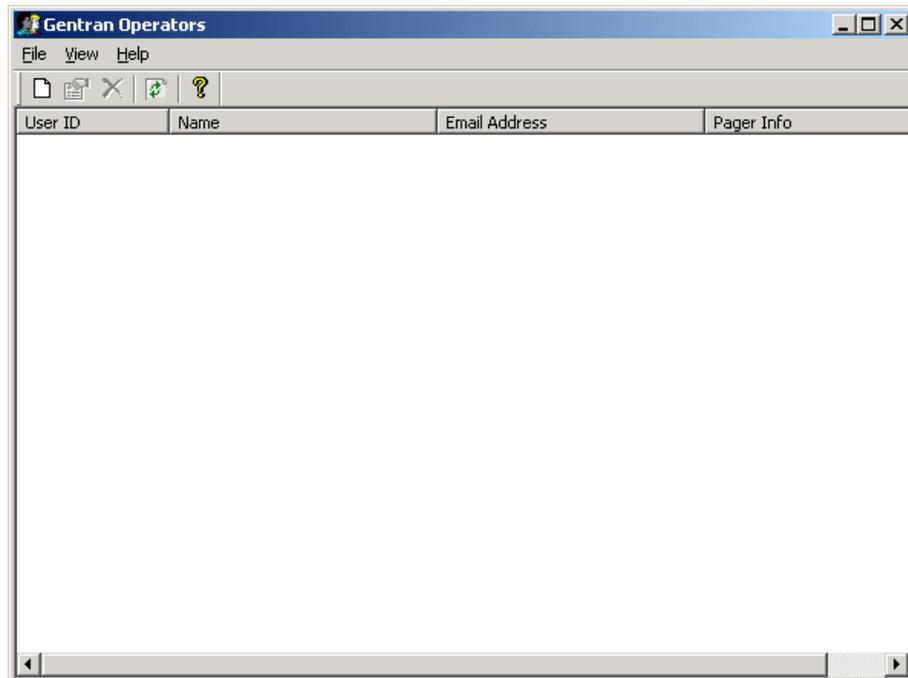 Gentran Operators
File View Help
User ID Name Email Address Pager Info